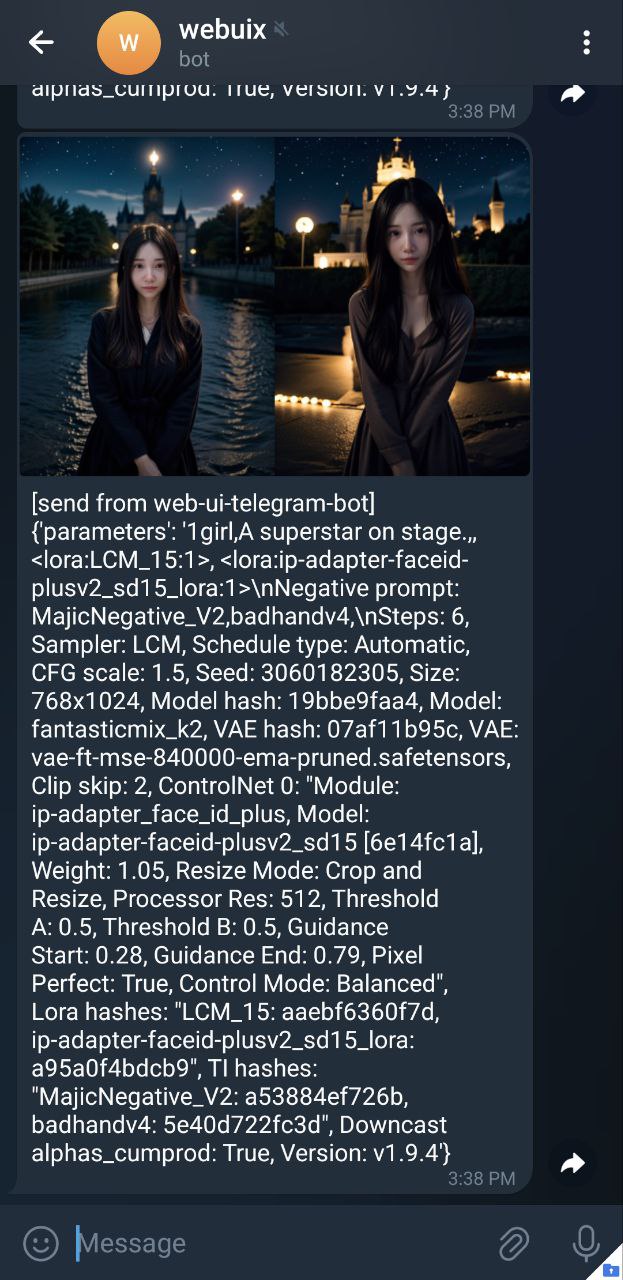 W
webuix
bot
alphas_cumprod: True, Version: v1.9.4'}
3:38 PM
[send from web-ui-telegram-bot]
{'parameters': '1girl,A superstar on stage.,,
<lora:LCM_15:1>, <lora:ip-adapter-faceid-
plusv2_sd15_lora:1>\nNegative prompt:
MajicNegative_V2,badhandv4,\nSteps: 6,
Sampler: LCM, Schedule type: Automatic,
CFG scale: 1.5, Seed: 3060182305, Size:
768x1024, Model hash: 19bbe9faa4, Model:
fantasticmix_k2, VAE hash: 07af11b95c, VAE:
vae-ft-mse-840000-ema-pruned.safetensors,
Clip skip: 2, ControlNet 0: "Module:
ip-adapter_face_id_plus, Model:
ip-adapter-faceid-plusv2_sd15 [6e14fc1a],
Weight: 1.05, Resize Mode: Crop and
Resize, Processor Res: 512, Threshold
A: 0.5, Threshold B: 0.5, Guidance
Start: 0.28, Guidance End: 0.79, Pixel
Perfect: True, Control Mode: Balanced",
Lora hashes: "LCM_15: aaebf6360f7d,
ip-adapter-faceid-plusv2_sd15_lora:
a95a0f4bdcb9", TI hashes:
"MajicNegative_V2: a53884ef726b,
badhandv4: 5e40d722fc3d", Downcast
alphas_cumprod: True, Version: v1.9.4'}
3:38 PM
Message